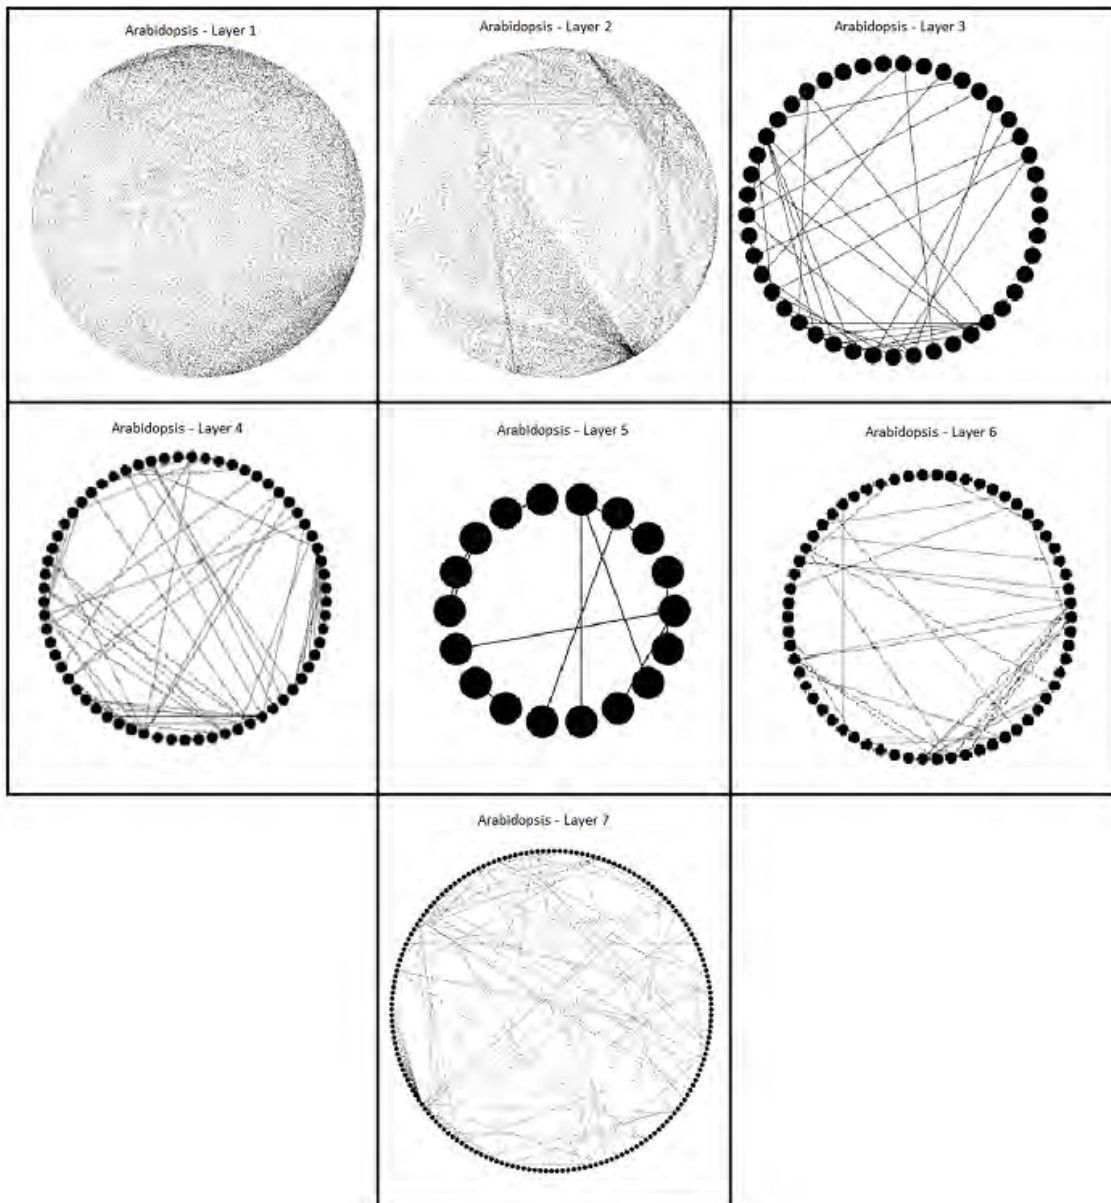 Arabidopsis - Layer 1
Arabidopsis - Layer 2
Arabidopsis - Layer 3
Arabidopsis - Layer 4
Arabidopsis - Layer 5
Arabidopsis - Layer 6
Arabidopsis - Layer 7